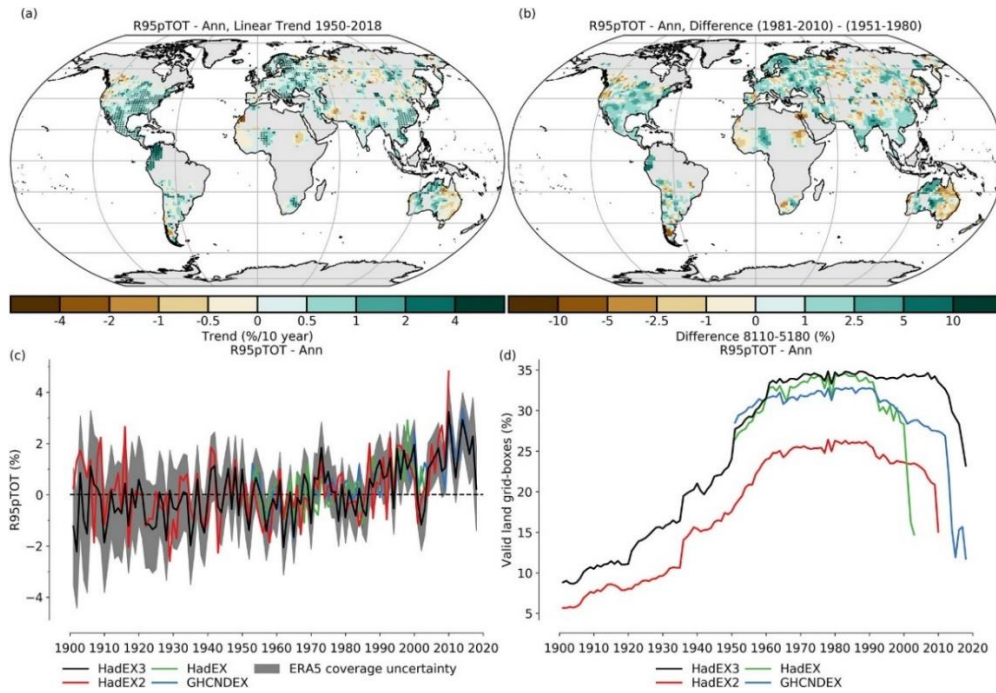 (a)
R95pTOT - Ann, Linear Trend 1950-2018
(b)
R95pTOT - Ann, Difference (1981-2010) - (1951-1980)
-4 -2 -1 -0.5 0 0.5 1 2 4
Trend (%/10 year)
-10 -5 -2.5 -1 0 1 2.5 5 10
Difference 8110-5180 (%)
(c)
R95pTOT - Ann
R95pTOT (%)
4
2
0
−2
−4
1900 1910 1920 1930 1940 1950 1960 1970 1980 1990 2000 2010 2020
HadEX3 HadEX ERA5 coverage uncertainty
HadEX2 GHCNDEX
(d)
R95pTOT - Ann
Valid land grid-boxes (%)
35
30
25
20
15
10
5
1900 1910 1920 1930 1940 1950 1960 1970 1980 1990 2000 2010 2020
HadEX3 HadEX
HadEX2 GHCNDEX